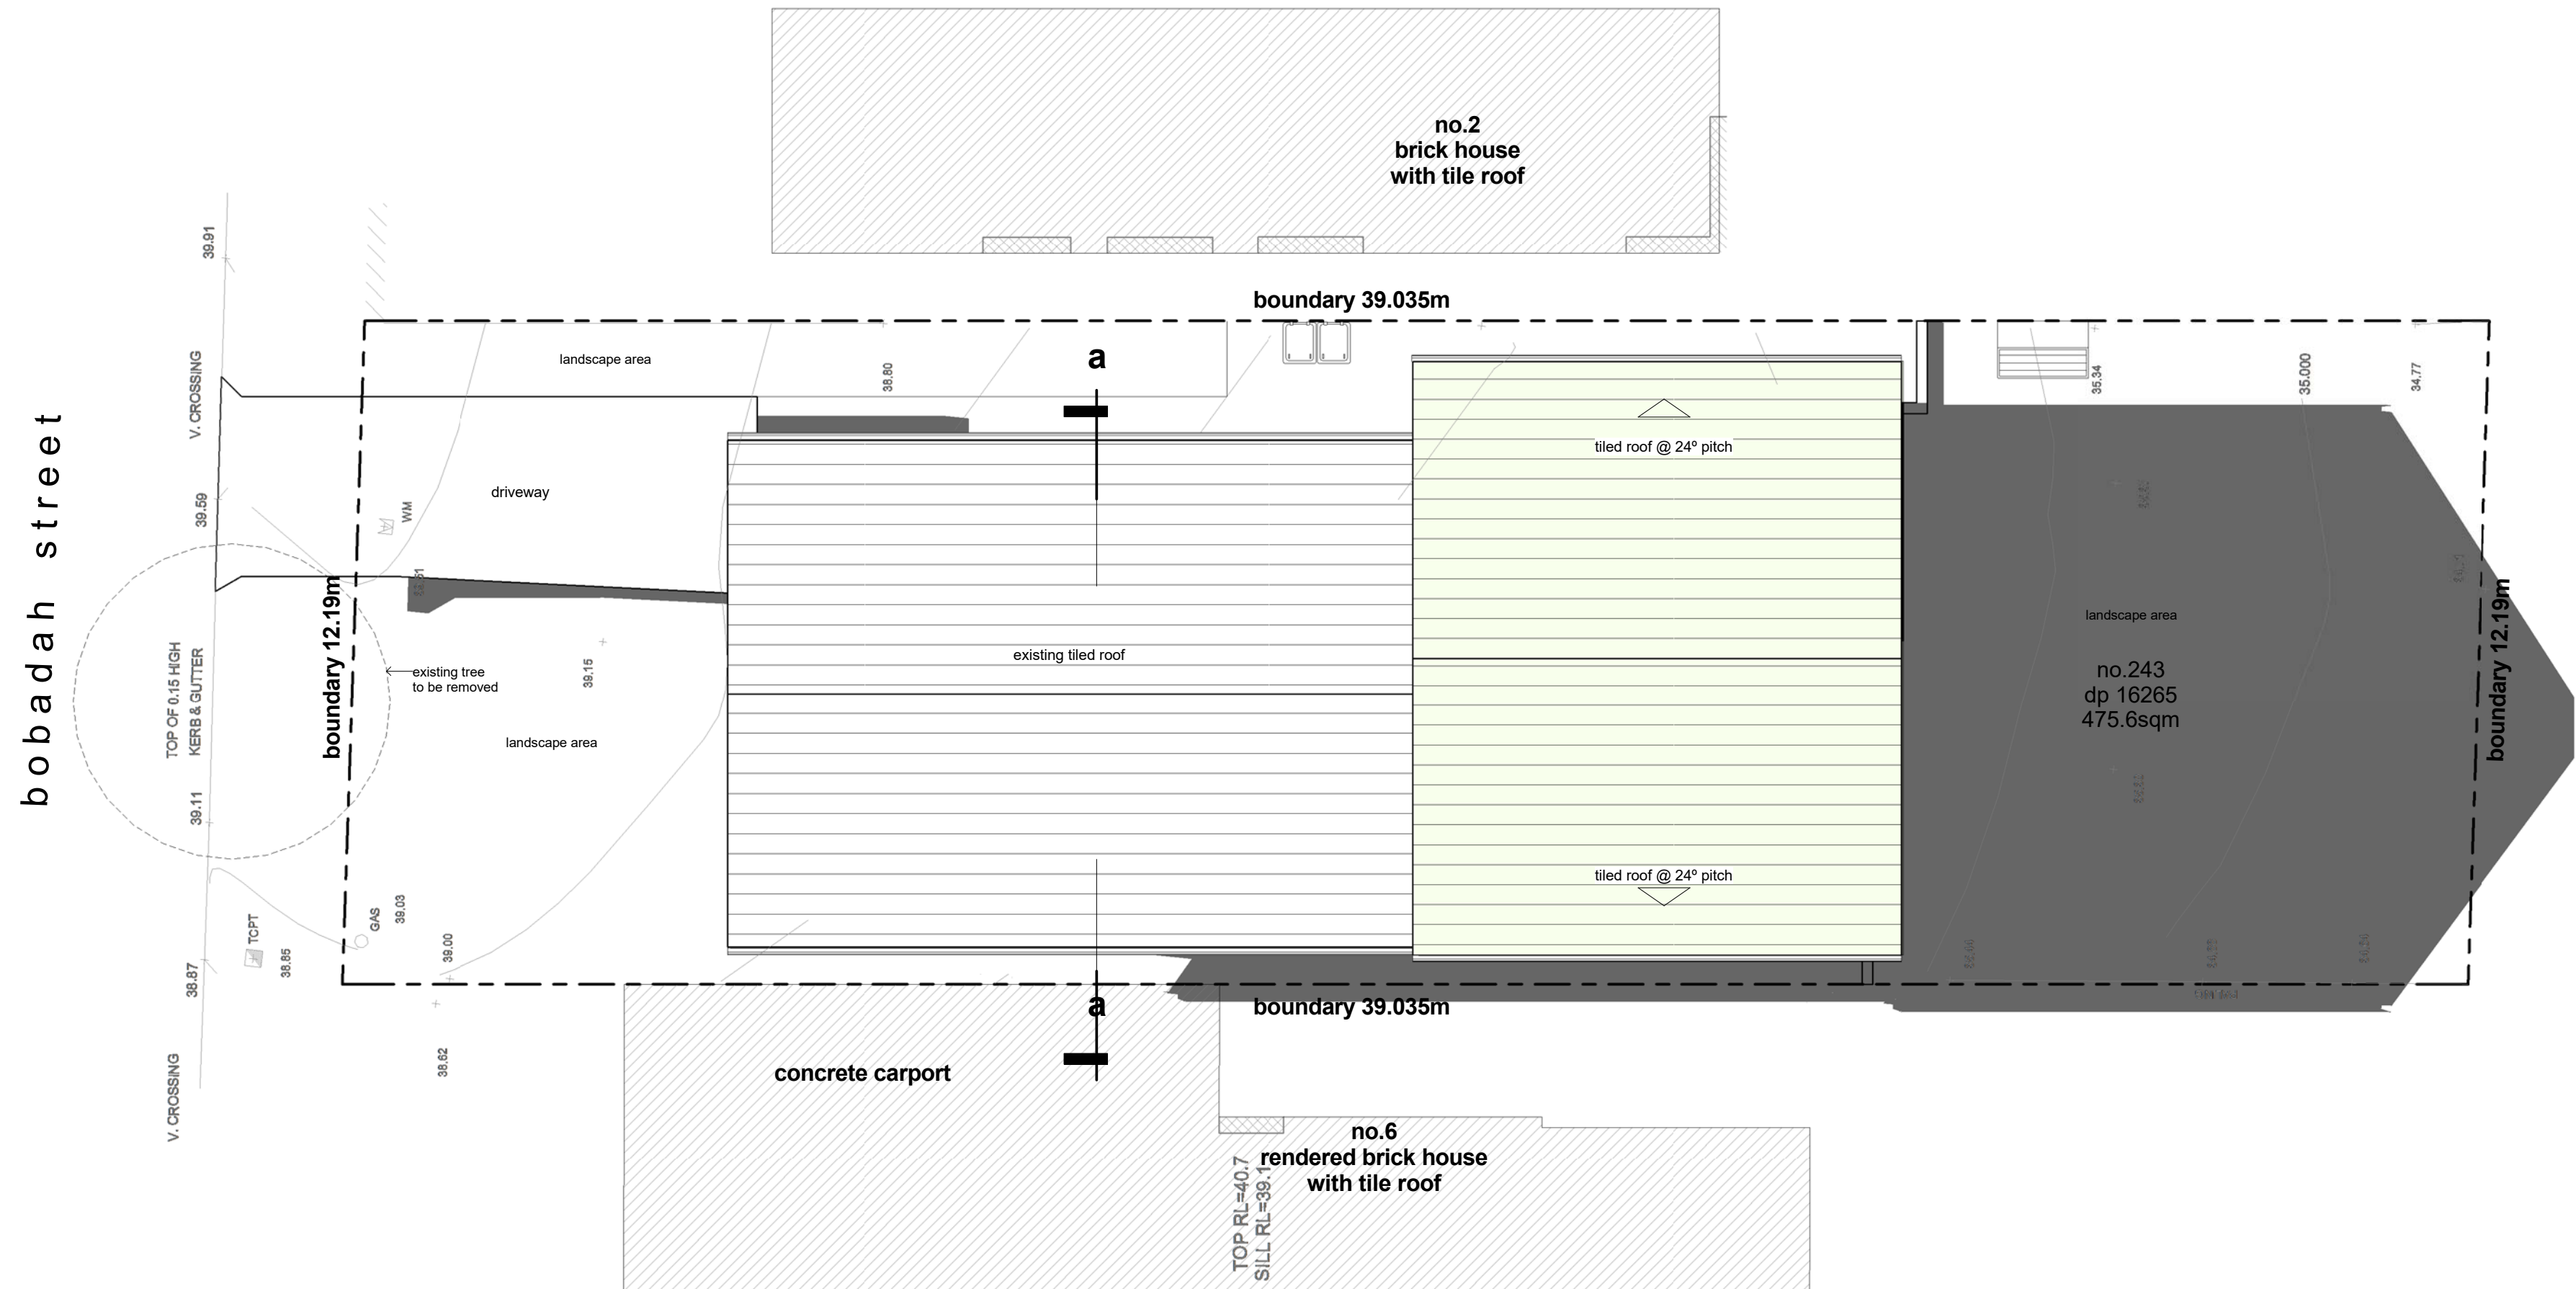 no.2
brick house
with tile roof
39.91
boundary 39.035m
V. CROSSING
landscape area
a
38.80
35.34
35.000
34.77
bobadah street
tiled roof @ 24º pitch
driveway
39.59
WM
boundary 12.19m
TOP OF 0.15 HIGH
KERB & GUTTER
existing tree
to be removed
39.15
existing tiled roof
landscape area
no.243
dp 16265
475.6sqm
boundary 12.19m
landscape area
39.11
tiled roof @ 24º pitch
TCPT
38.85
GAS
39.03
39.00
38.87
a
boundary 39.035m
V. CROSSING
38.62
concrete carport
no.6
rendered brick house
with tile roof
TOP RL=40.7
SILL RL=39.1